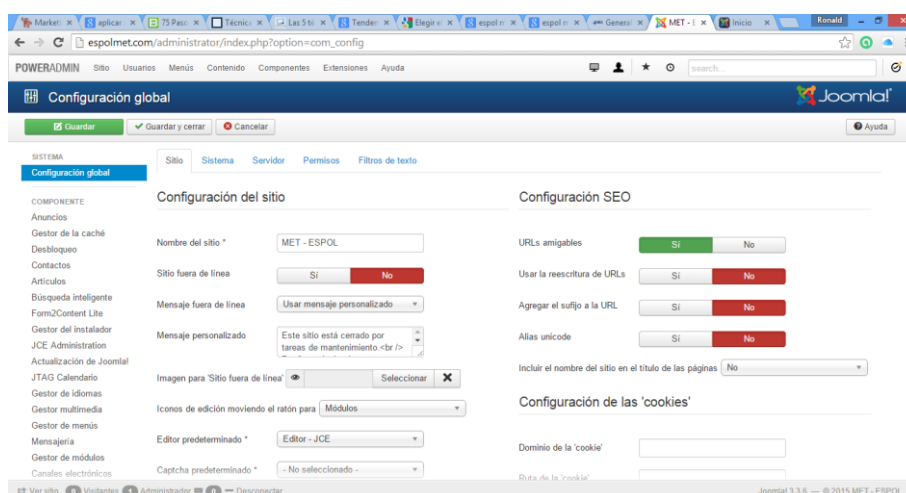 Marketi
aplicar
75 Paso
Técnica
Las 5 ti
Tender
Elegir el
espol m
espol m
General
MET - E
Inicio
Ronald
espolmet.com/administrator/index.php?option=com_config
POWERADMIN Sitio Usuarios Menús Contenido Componentes Extensiones Ayuda search...
Configuración global
Joomla!
Guardar
Guardar y cerrar
Cancelar
Ayuda
SISTEMA
Configuración global
COMPONENTE
Anuncios
Gestor de la caché
Desbloqueo
Contactos
Artículos
Búsqueda inteligente
Form2Content Lite
Gestor del instalador
JCE Administration
Actualización de Joomla!
JTAG Calendario
Gestor de idiomas
Gestor multimedia
Gestor de menús
Mensajería
Gestor de módulos
Canales electrónicos
Sitio Sistema Servidor Permisos Filtros de texto
Configuración del sitio
Nombre del sitio * MET - ESPOL
Sitio fuera de línea Sí No
Mensaje fuera de línea Usar mensaje personalizado
Mensaje personalizado Este sitio está cerrado por
tareas de mantenimiento.<br />
Imagen para 'Sitio fuera de línea' Seleccionar
Iconos de edición moviendo el ratón para Módulos
Editor predeterminado * Editor - JCE
Captcha predeterminado * - No seleccionado -
Configuración SEO
URLs amigables Sí No
Usar la reescritura de URLs Sí No
Agregar el sufijo a la URL Sí No
Alias unicode Sí No
Incluir el nombre del sitio en el título de las páginas No
Configuración de las 'cookies'
Dominio de la 'cookie'
Ruta de la 'cookie'
Ver sitio 0 Visitantes 1 Administrador 0 Desconectar
Joomla! 3.3.6 — © 2015 MET - ESPOL